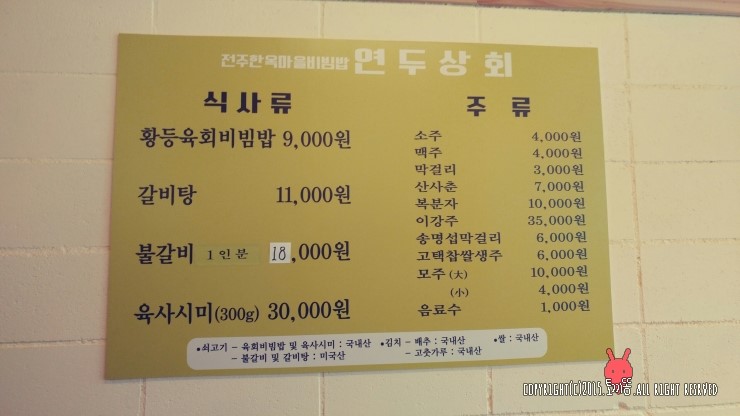 전주한옥마을비빔밥 연두상회
식사류
황등육회비빔밥 9,000원
갈비탕 11,000원
불갈비 1인분 18,000원
육사시미(300g) 30,000원
주류
소주 4,000원
맥주 4,000원
막걸리 3,000원
산사춘 7,000원
복분자 10,000원
이강주 35,000원
송명섭막걸리 6,000원
고택찹쌀생주 6,000원
모주 (大) 10,000원
(小) 4,000원
음료수 1,000원
•쇠고기 - 육회비빔밥 및 육사시미 : 국내산 •김치 - 배추 : 국내산 •쌀 : 국내산
- 불갈비 및 갈비탕 : 미국산 - 고춧가루 : 국내산
COPYRIGHT(C)2015. ALL RIGHT RESERVED